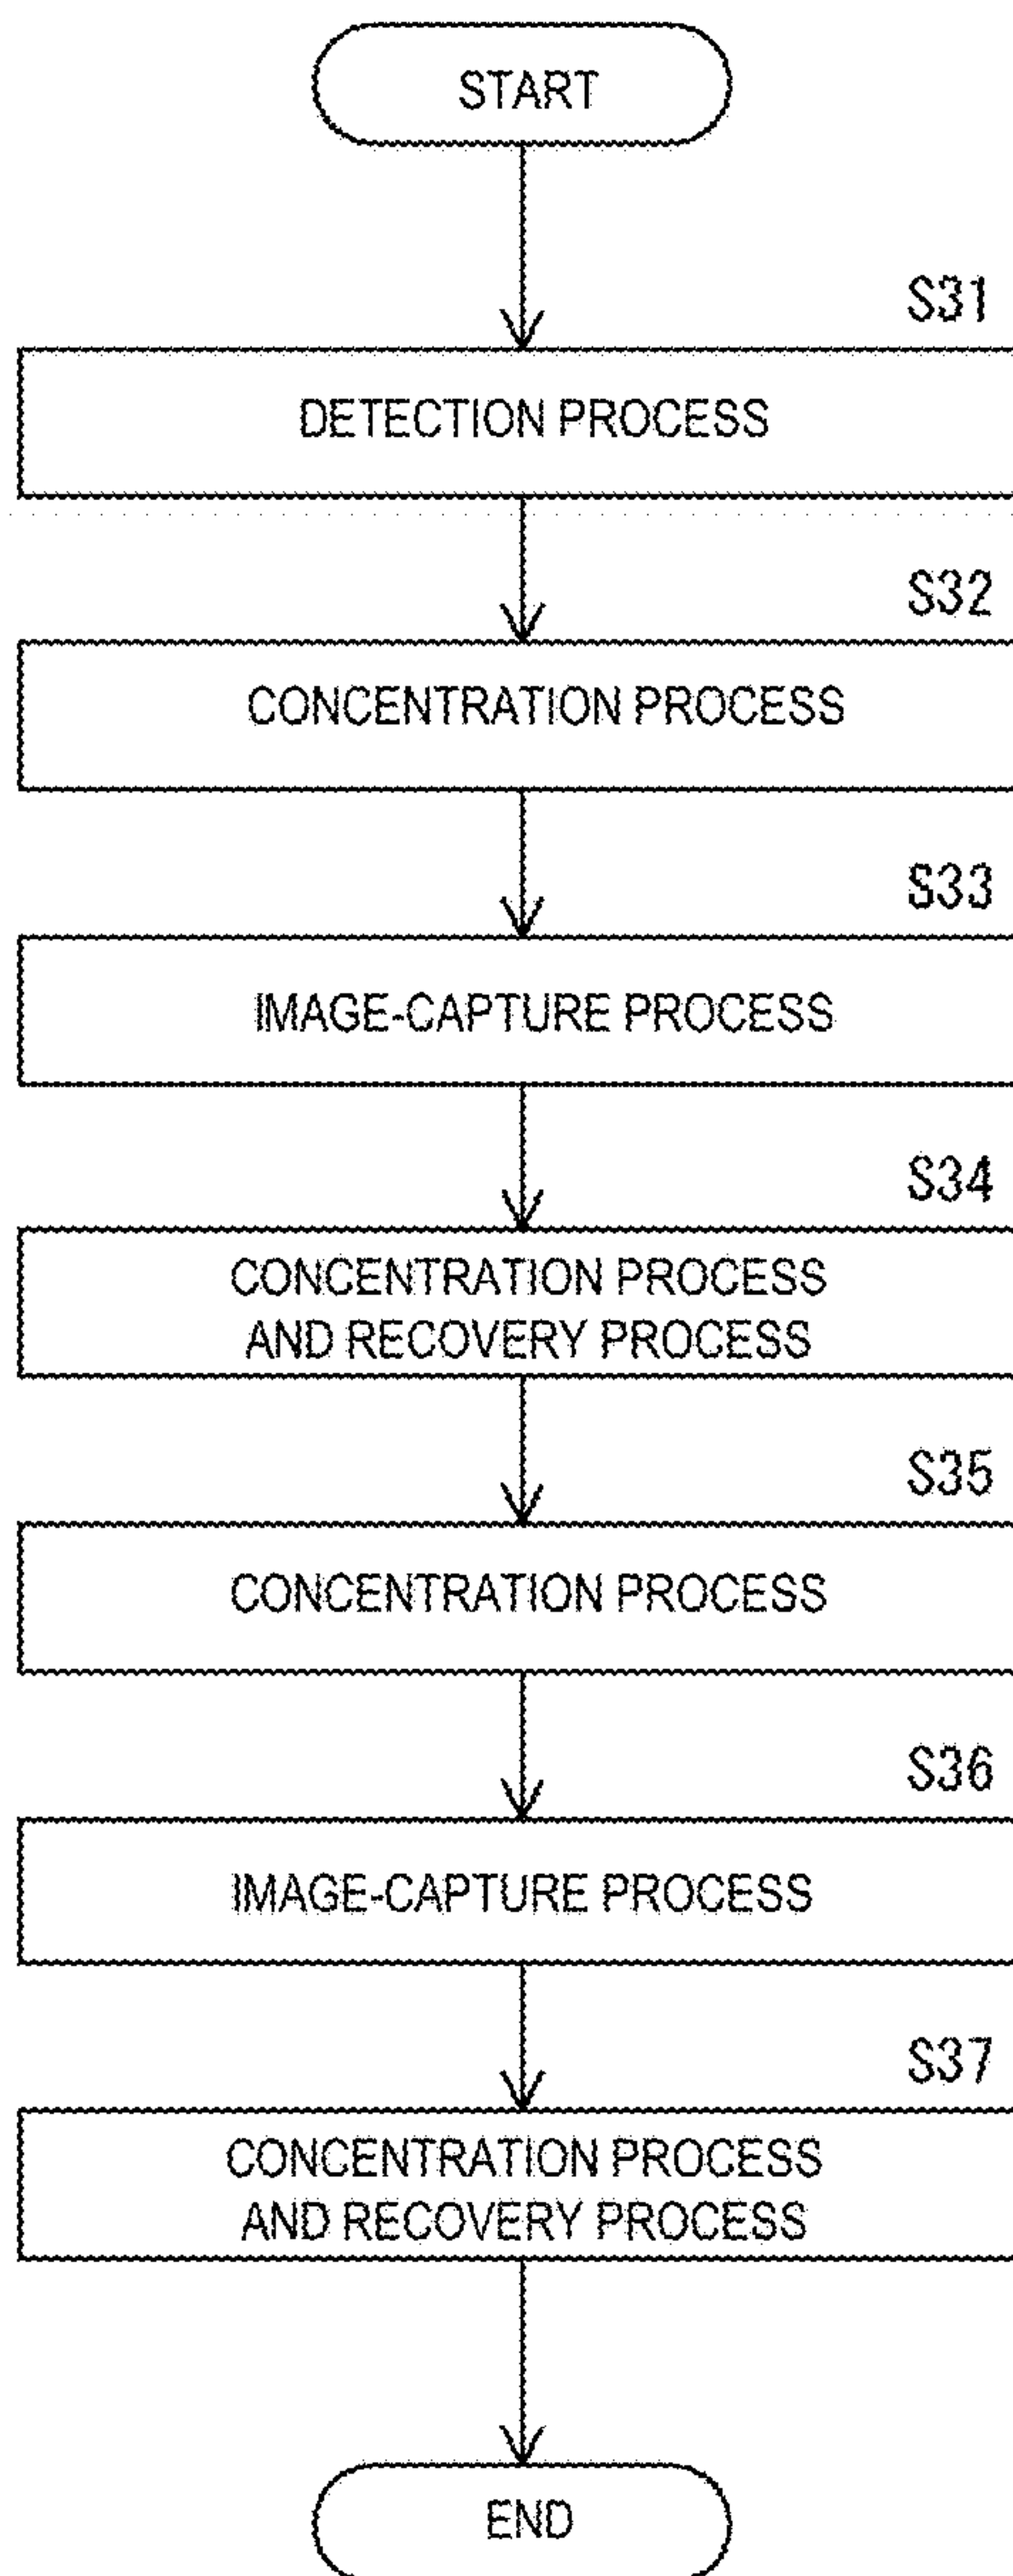 START
S31
DETECTION PROCESS
S32
CONCENTRATION PROCESS
S33
IMAGE-CAPTURE PROCESS
S34
CONCENTRATION PROCESS
AND RECOVERY PROCESS
S35
CONCENTRATION PROCESS
S36
IMAGE-CAPTURE PROCESS
S37
CONCENTRATION PROCESS
AND RECOVERY PROCESS
END